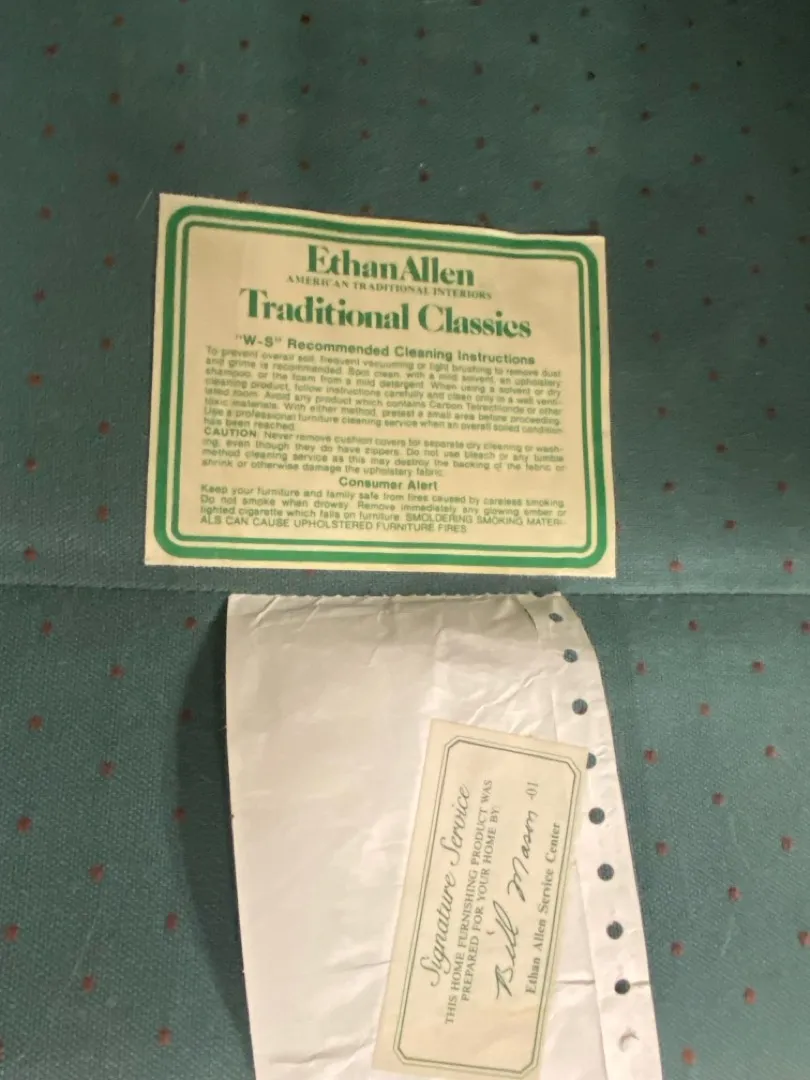 Ethan Allen
AMERICAN TRADITIONAL INTERIORS
Traditional Classics
"W-S" Recommended Cleaning Instructions
To prevent overall soil, frequent vacuuming or light brushing to remove dust
and grime is recommended. Spot clean, with a mild solvent, an upholstery
shampoo, or the foam from a mild detergent. When using a solvent or dry
cleaning product, follow instructions carefully and clean only in a well venti-
lated room. Avoid any product which contains Carbon Tetrachloride or other
toxic materials. With either method, pretest a small area before proceeding.
Use a professional furniture cleaning service when an overall soiled condition
has been reached.
CAUTION: Never remove cushion covers for separate dry cleaning or wash-
ing, even though they do have zippers. Do not use bleach or any tumble
method cleaning service as this may destroy the backing of the fabric or
shrink or otherwise damage the upholstery fabric.
Consumer Alert
Keep your furniture and family safe from fires caused by careless smoking.
Do not smoke when drowsy. Remove immediately any glowing ember or
lighted cigarette which falls on furniture. SMOLDERING SMOKING MATERI-
ALS CAN CAUSE UPHOLSTERED FURNITURE FIRES.
Signature Service
THIS HOME FURNISHING PRODUCT WAS
PREPARED FOR YOUR HOME BY:
Bill Mason -01
Ethan Allen Service Center